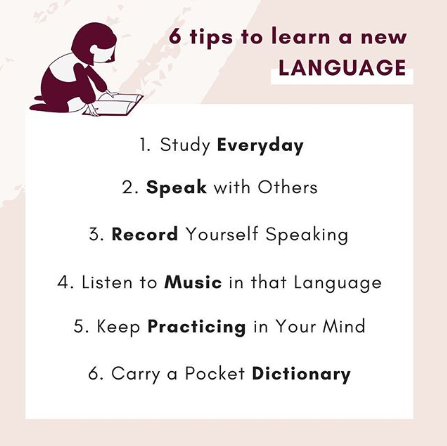 6 tips to learn a new
LANGUAGE
1. Study Everyday
2. Speak with Others
3. Record Yourself Speaking
4. Listen to Music in that Language
5. Keep Practicing in Your Mind
6. Carry a Pocket Dictionary